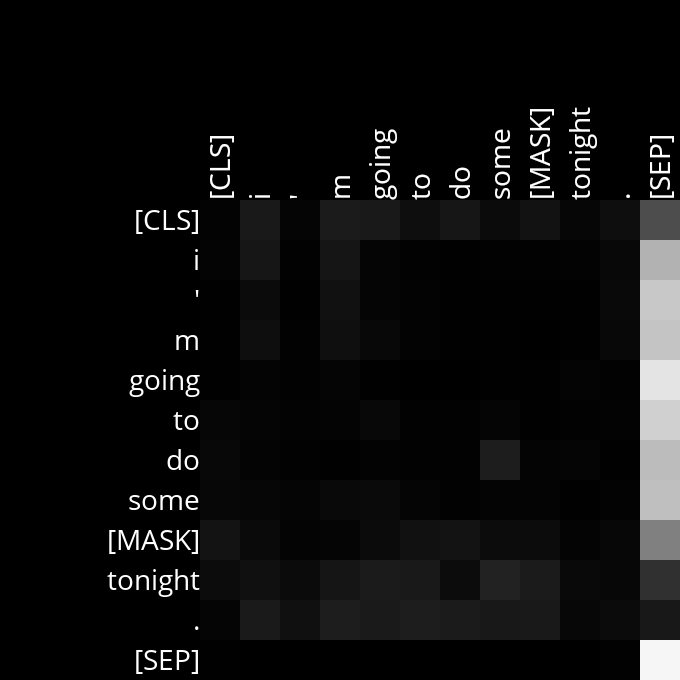 [CLS] i ' m going to do some [MASK] tonight . [SEP]
[CLS]
i
'
m
going
to
do
some
[MASK]
tonight
.
[SEP]